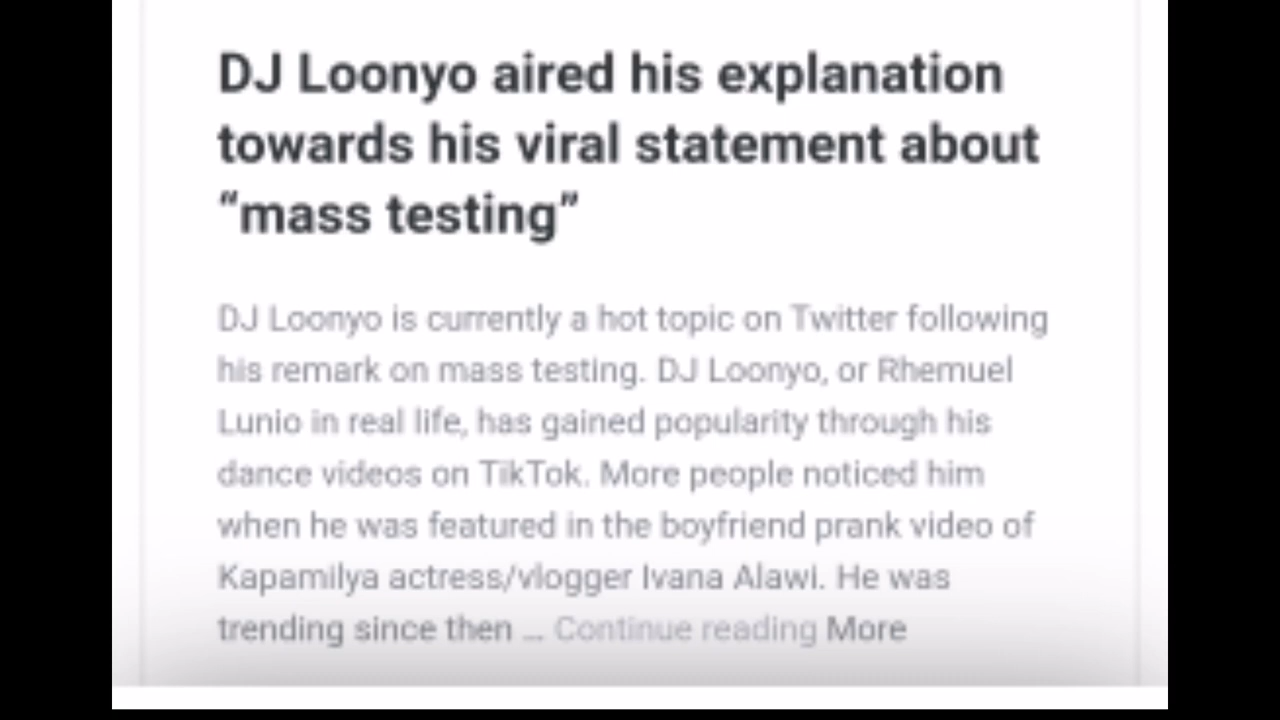 DJ Loonyo aired his explanation
towards his viral statement about
“mass testing”
DJ Loonyo is currently a hot topic on Twitter following
his remark on mass testing. DJ Loonyo, or Rhemuel
Lunio in real life, has gained popularity through his
dance videos on TikTok. More people noticed him
when he was featured in the boyfriend prank video of
Kapamilya actress/vlogger Ivana Alawi. He was
trending since then ... Continue reading More